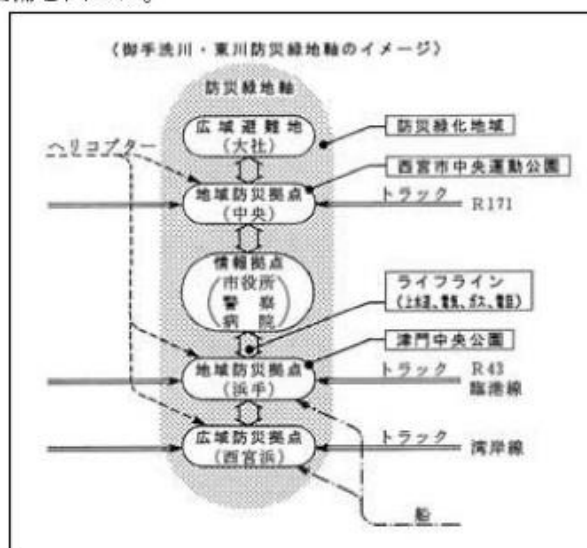 〈御手洗川・東川防災緑地軸のイメージ〉
防災緑地軸
広域避難地
(大社)
防災緑化地域
ヘリコプター
西宮市中央運動公園
地域防災拠点
(中央)
トラック
R171
情報拠点
市役所
警察
病院
ライフライン
(上水道、電気、ガス、電話)
津門中央公園
地域防災拠点
(浜手)
トラック
R43
臨港線
広域防災拠点
(西宮浜)
トラック
湾岸線
船